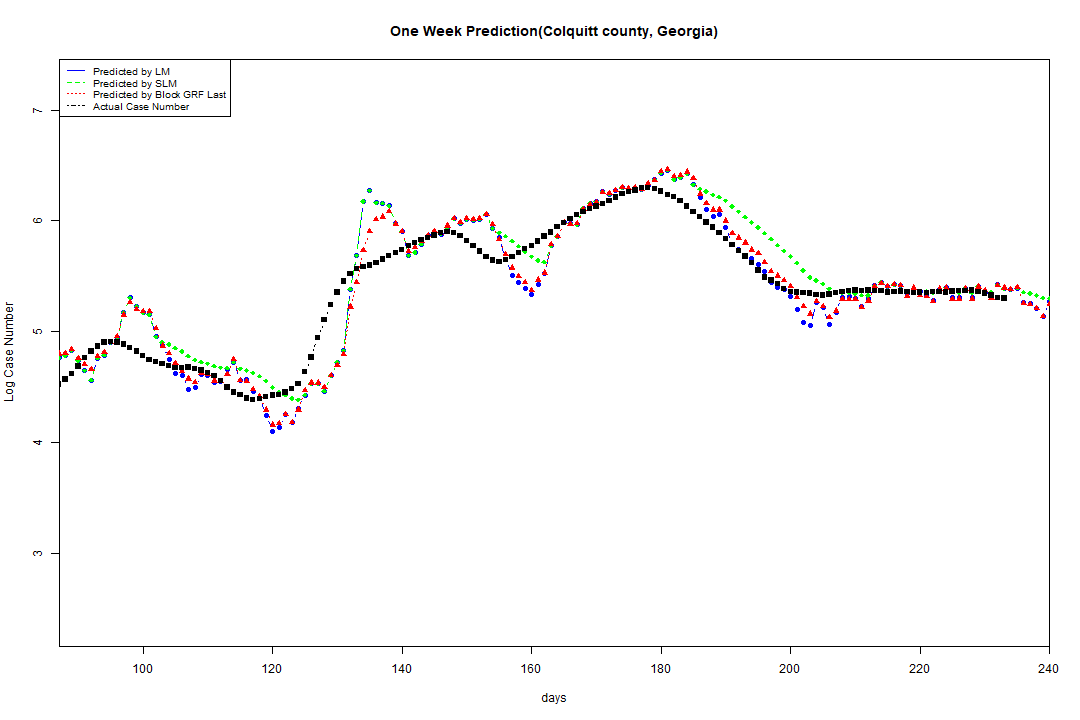 One Week Prediction(Colquitt county, Georgia)
Predicted by LM
Predicted by SLM
Predicted by Block GRF Last
Actual Case Number
7
6
5
4
3
Log Case Number
100 120 140 160 180 200 220 240
days